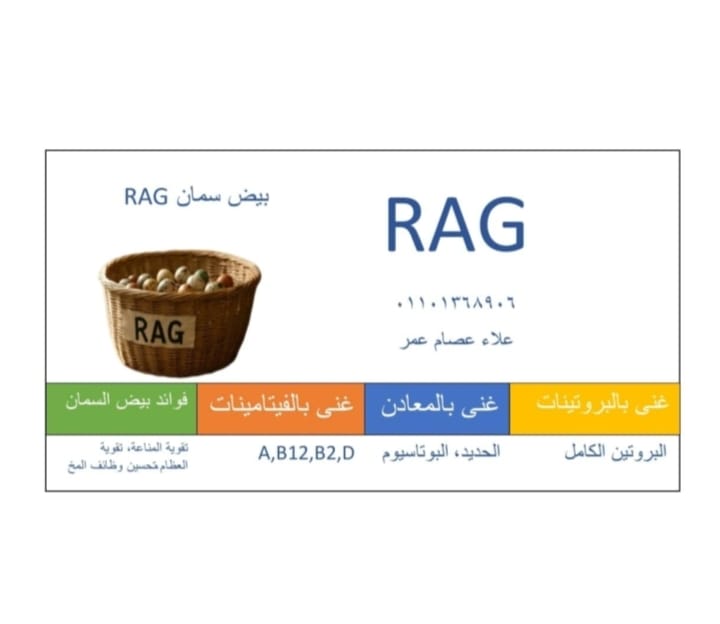 RAG
بيض سمان RAG
RAG
٠١١٠١٣٦٨٩٠٦
علاء عصام عمر
غنى بالبروتينات
غنى بالمعادن
غنى بالفيتامينات
فوائد بيض السمان
البروتين الكامل
الحديد، البوتاسيوم
A,B12,B2,D
تقوية المناعة، تقوية
العظام تحسين وظائف المخ